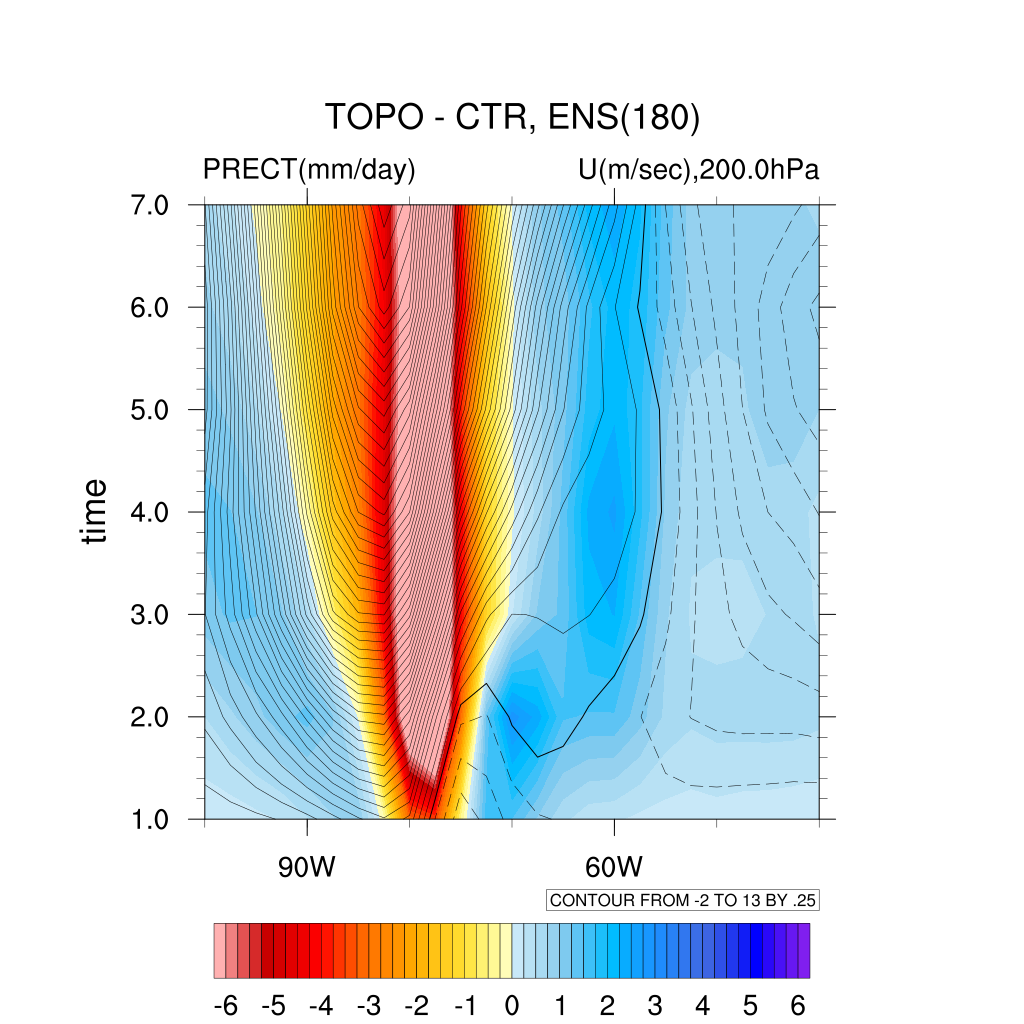 TOPO - CTR, ENS(180)
PRECT(mm/day) U(m/sec),200.0hPa
7.0
6.0
5.0
4.0
3.0
2.0
1.0
time
90W 60W
CONTOUR FROM -2 TO 13 BY .25
-6 -5 -4 -3 -2 -1 0 1 2 3 4 5 6